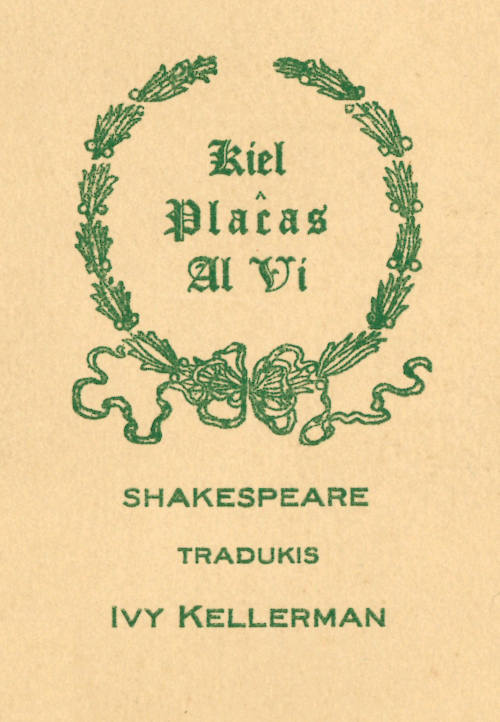 Kiel
Plaĉas
Al Vi
SHAKESPEARE
TRADUKIS
IVY KELLERMAN